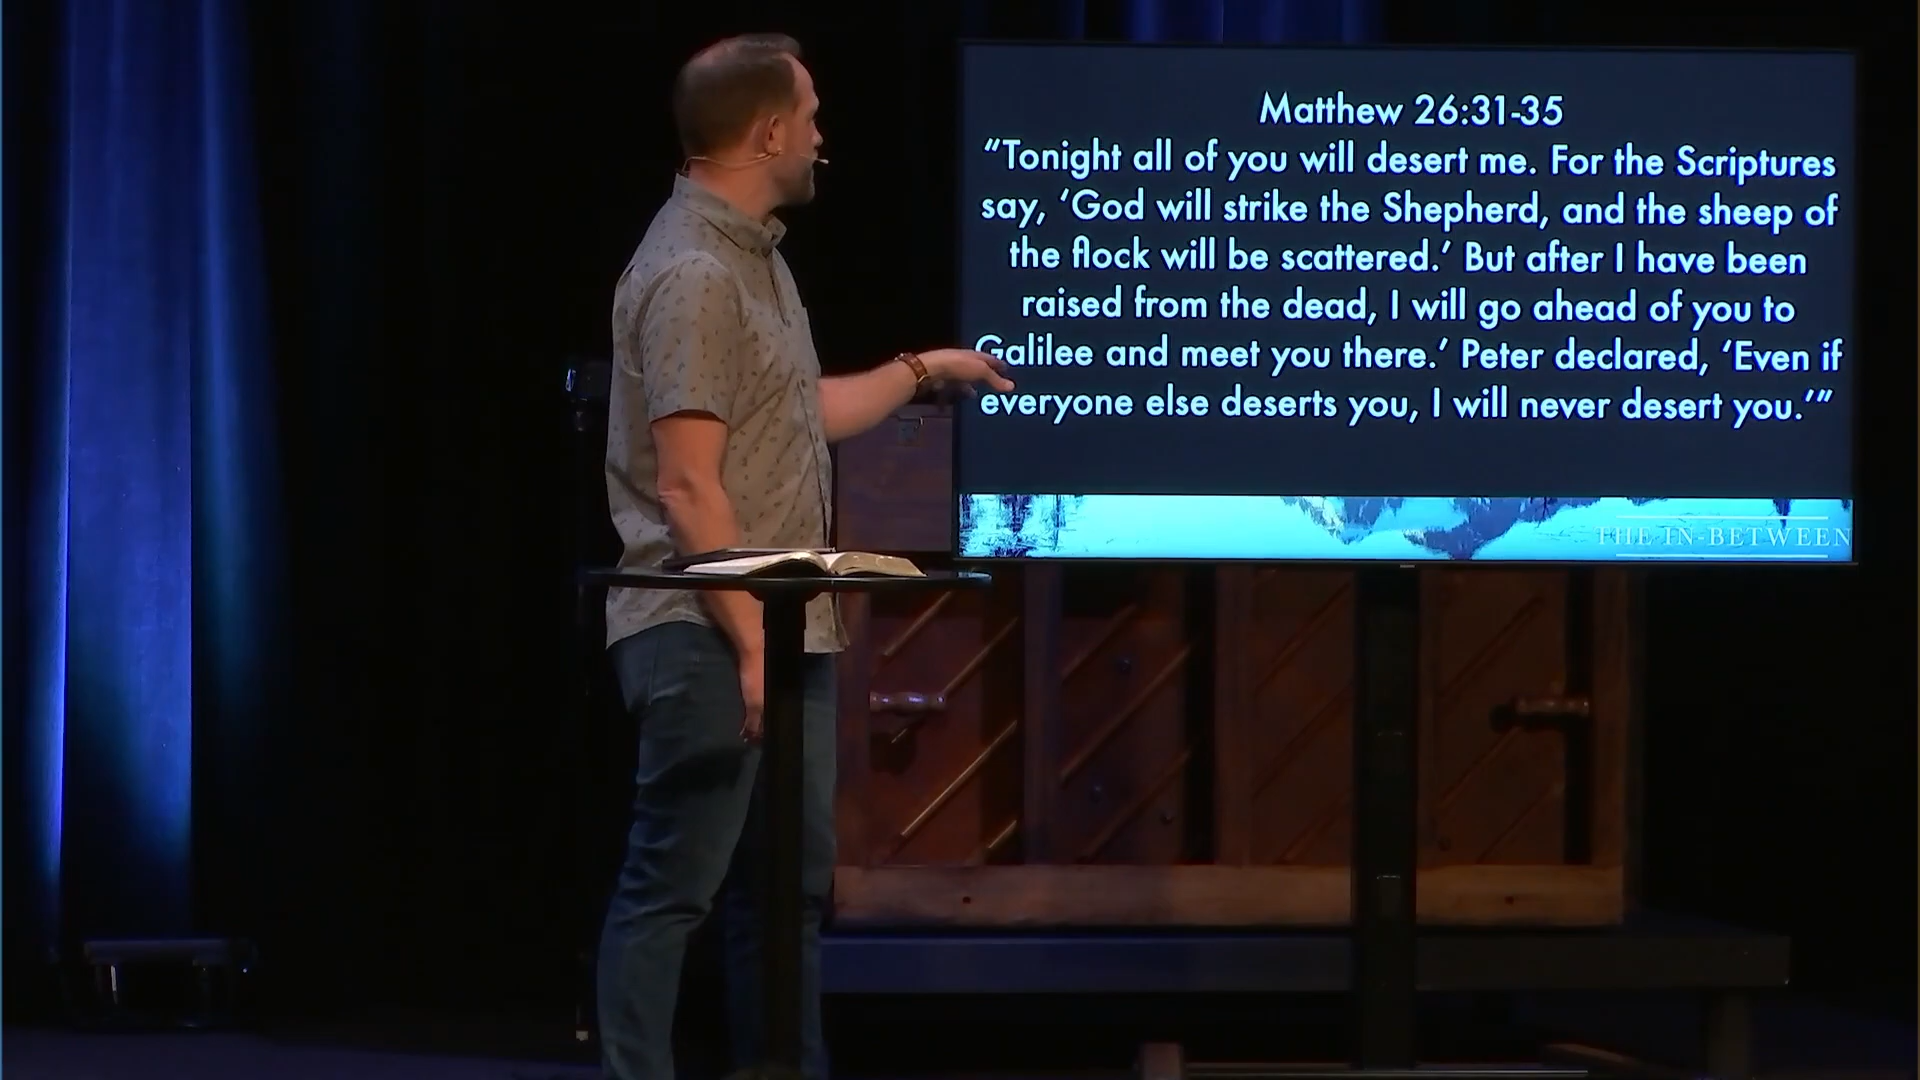 Matthew 26:31-35
“Tonight all of you will desert me. For the Scriptures
say, ‘God will strike the Shepherd, and the sheep of
the flock will be scattered.’ But after I have been
raised from the dead, I will go ahead of you to
Galilee and meet you there.’ Peter declared, ‘Even if
everyone else deserts you, I will never desert you.’”
THE IN-BETWEEN